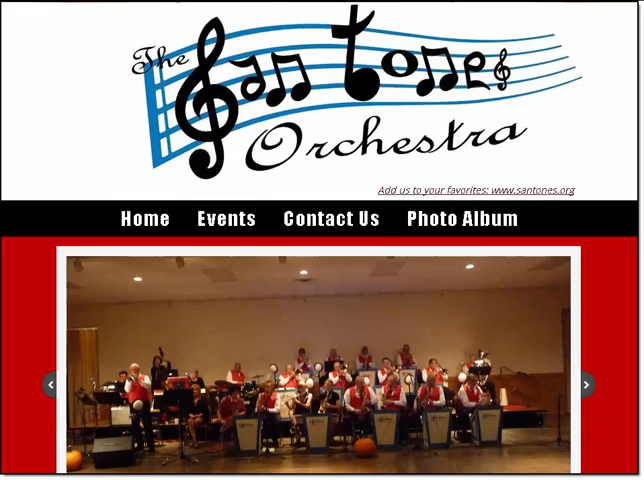 The San Tones
Orchestra
Add us to your favorites: www.santones.org
Home Events Contact Us Photo Album